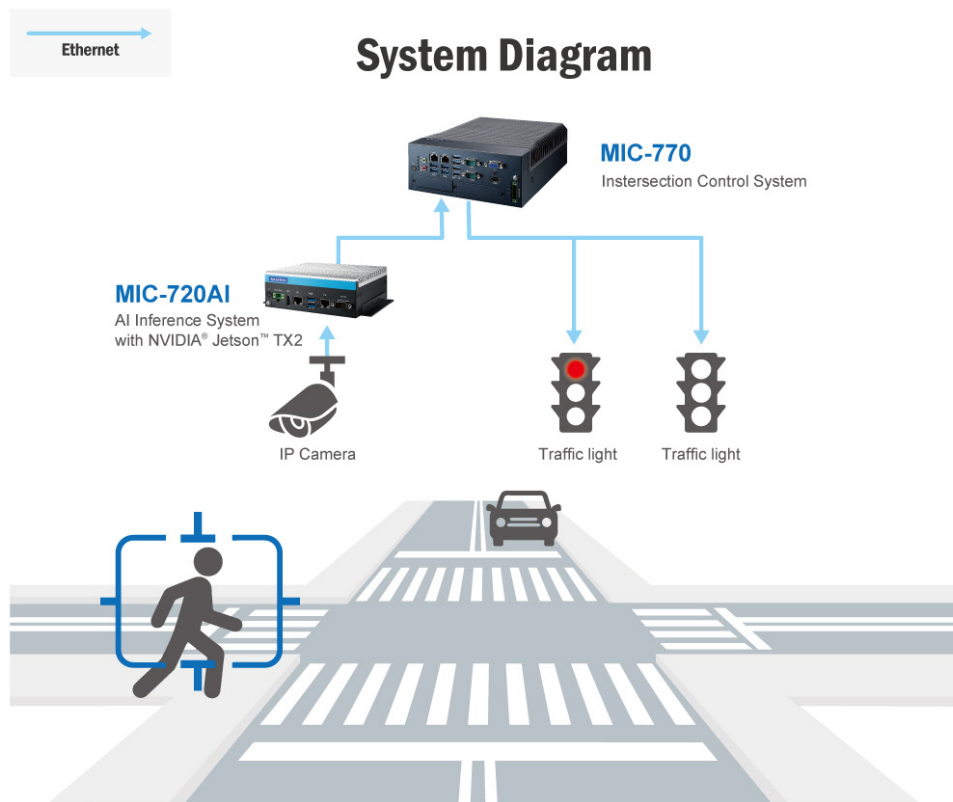 Ethernet
System Diagram
MIC-770
Instersection Control System
MIC-720AI
AI Inference System
with NVIDIA® Jetson™ TX2
IP Camera
Traffic light
Traffic light